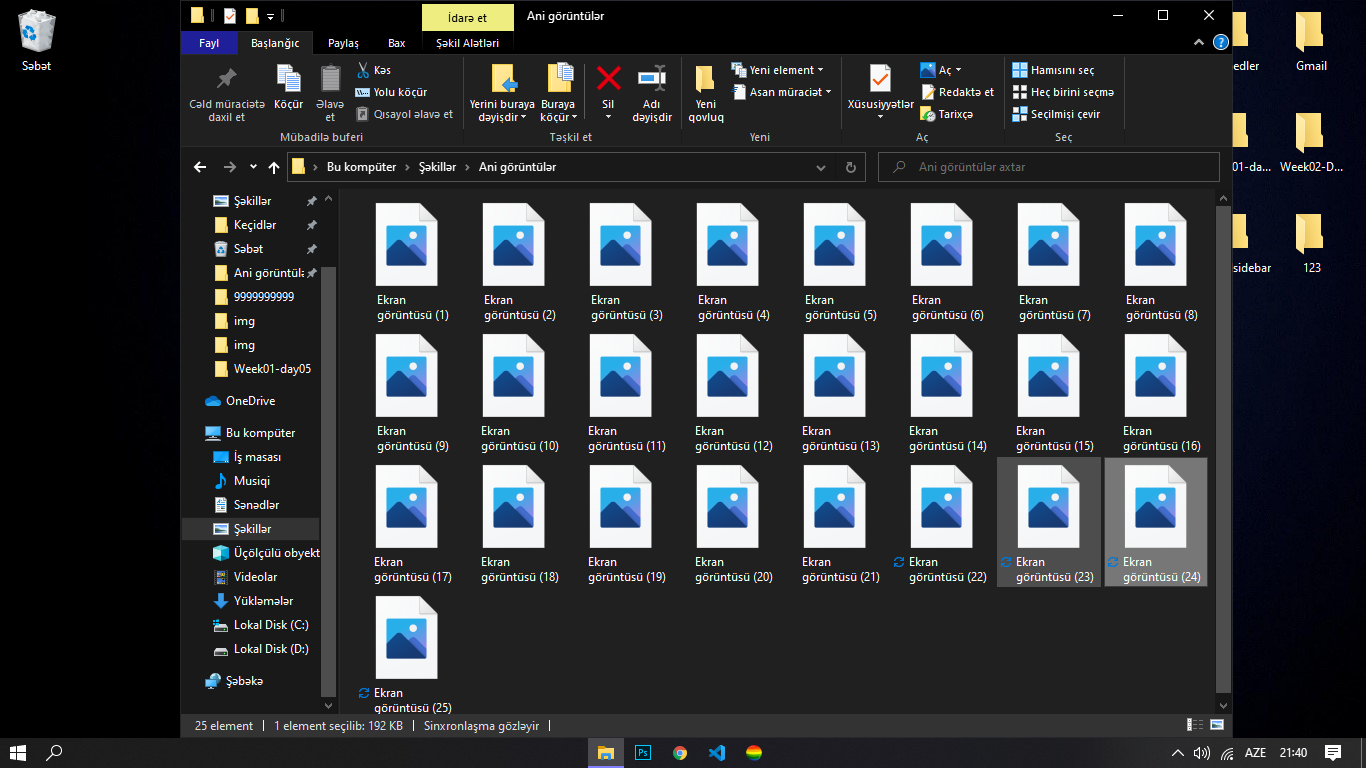 Səbət
İdarə et
Ani görüntülər
Fayl
Başlanğıc
Paylaş
Bax
Şəkil Alətləri
Cəld müraciətə
daxil et
Köçür
Əlavə
et
Kəs
Yolu köçür
Qısayol əlavə et
Mübadilə buferi
Yerini buraya
dəyişdir
Buraya
köçür
Sil
Adı
dəyişdir
Təşkil et
Yeni
qovluq
Yeni element
Asan müraciət
Yeni
Xüsusiyyətlər
Aç
Redaktə et
Tarixçə
Aç
Hamısını seç
Heç birini seçmə
Seçilmişi çevir
Seç
Bu kompüter
Şəkillər
Ani görüntülər
Ani görüntülər axtar
Şəkillər
Keçidlər
Səbət
Ani görüntülə
9999999999
img
img
Week01-day05
OneDrive
Bu kompüter
İş masası
Musiqi
Sənədlər
Şəkillər
Üçölçülü obyekt
Videolar
Yükləmələr
Lokal Disk (C:)
Lokal Disk (D:)
Şəbəkə
Ekran
görüntüsü (1)
Ekran
görüntüsü (2)
Ekran
görüntüsü (3)
Ekran
görüntüsü (4)
Ekran
görüntüsü (5)
Ekran
görüntüsü (6)
Ekran
görüntüsü (7)
Ekran
görüntüsü (8)
Ekran
görüntüsü (9)
Ekran
görüntüsü (10)
Ekran
görüntüsü (11)
Ekran
görüntüsü (12)
Ekran
görüntüsü (13)
Ekran
görüntüsü (14)
Ekran
görüntüsü (15)
Ekran
görüntüsü (16)
Ekran
görüntüsü (17)
Ekran
görüntüsü (18)
Ekran
görüntüsü (19)
Ekran
görüntüsü (20)
Ekran
görüntüsü (21)
Ekran
görüntüsü (22)
Ekran
görüntüsü (23)
Ekran
görüntüsü (24)
Ekran
görüntüsü (25)
25 element
1 element seçilib: 192 KB
Sinxronlaşma gözləyir
edler
Gmail
01-da...
Week02-D...
sidebar
123
Ps
AZE
21:40